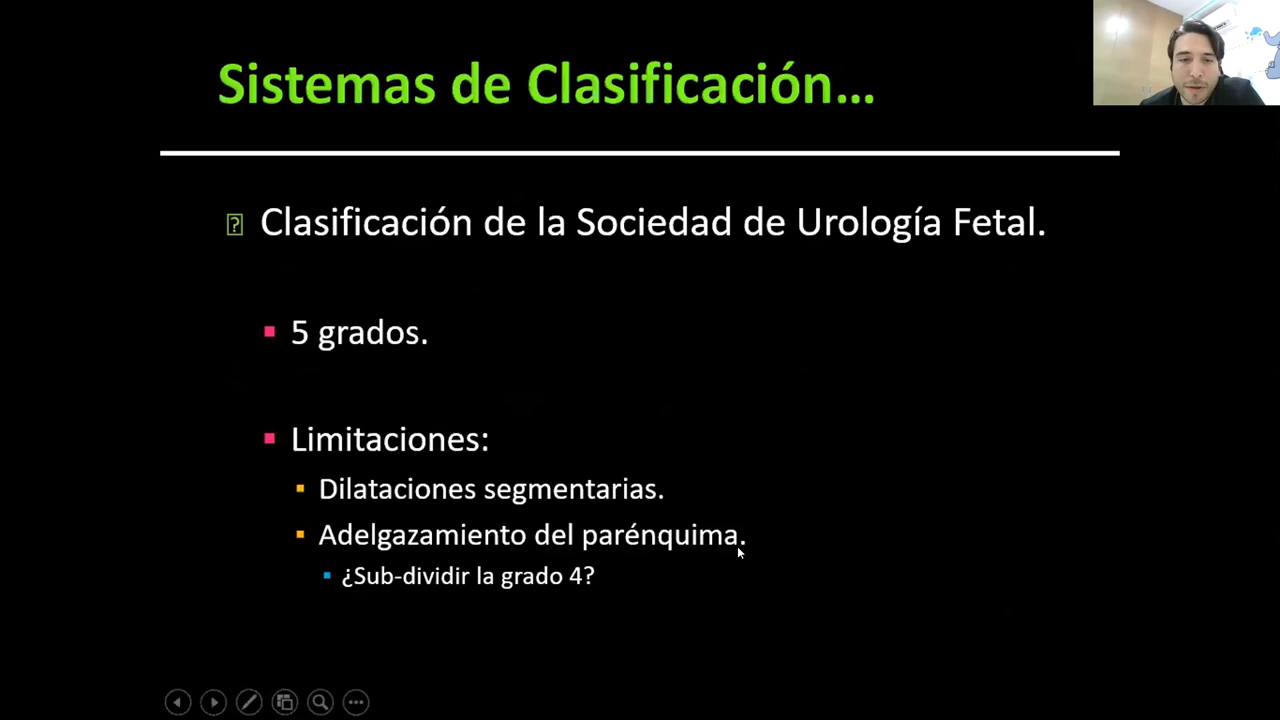 Sistemas de Clasificación...
Clasificación de la Sociedad de Urología Fetal.
5 grados.
Limitaciones:
Dilataciones segmentarias.
Adelgazamiento del parénquima.
¿Sub-dividir la grado 4?